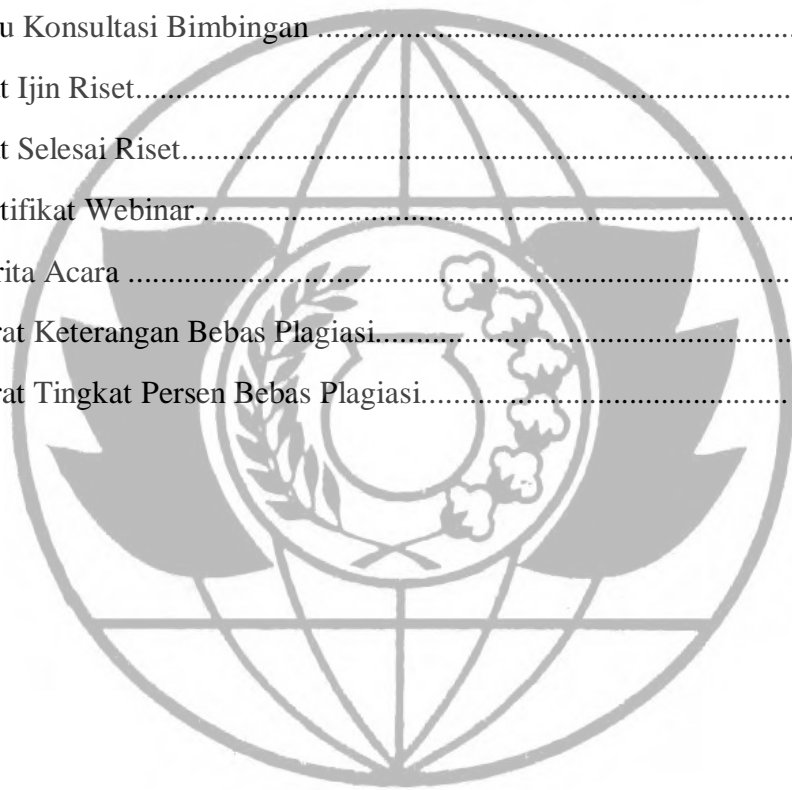 u Konsultasi Bimbingan ........................................................
t Ijin Riset................................................................................
t Selesai Riset..........................................................................
tifikat Webinar.........................................................................
rita Acara ................................................................................
rat Keterangan Bebas Plagiasi.................................................
rat Tingkat Persen Bebas Plagiasi...........................................